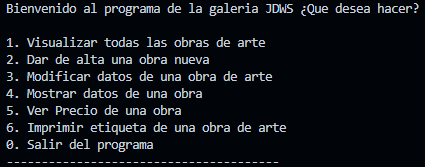 Bienvenido al programa de la galeria JDWS ¿Que desea hacer?
1. Visualizar todas las obras de arte
2. Dar de alta una obra nueva
3. Modificar datos de una obra de arte
4. Mostrar datos de una obra
5. Ver Precio de una obra
6. Imprimir etiqueta de una obra de arte
0. Salir del programa
---------------------------------------